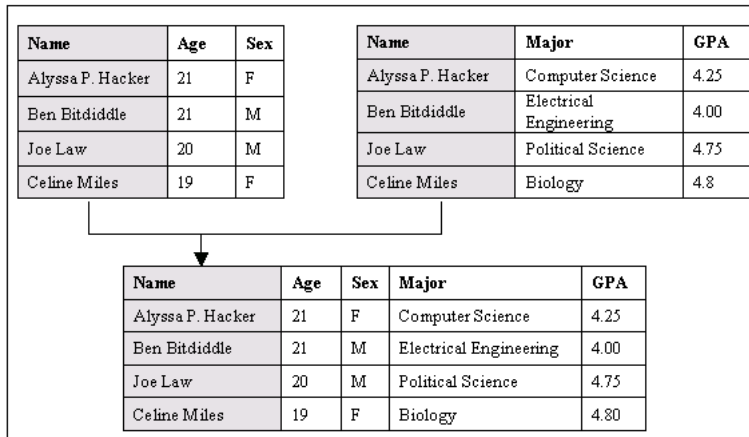 Name Age Sex
Alyssa P. Hacker 21 F
Ben Bitdiddle 21 M
Joe Law 20 M
Celine Miles 19 F
Name Major GPA
Alyssa P. Hacker Computer Science 4.25
Ben Bitdiddle Electrical Engineering 4.00
Joe Law Political Science 4.75
Celine Miles Biology 4.8
Name Age Sex Major GPA
Alyssa P. Hacker 21 F Computer Science 4.25
Ben Bitdiddle 21 M Electrical Engineering 4.00
Joe Law 20 M Political Science 4.75
Celine Miles 19 F Biology 4.80